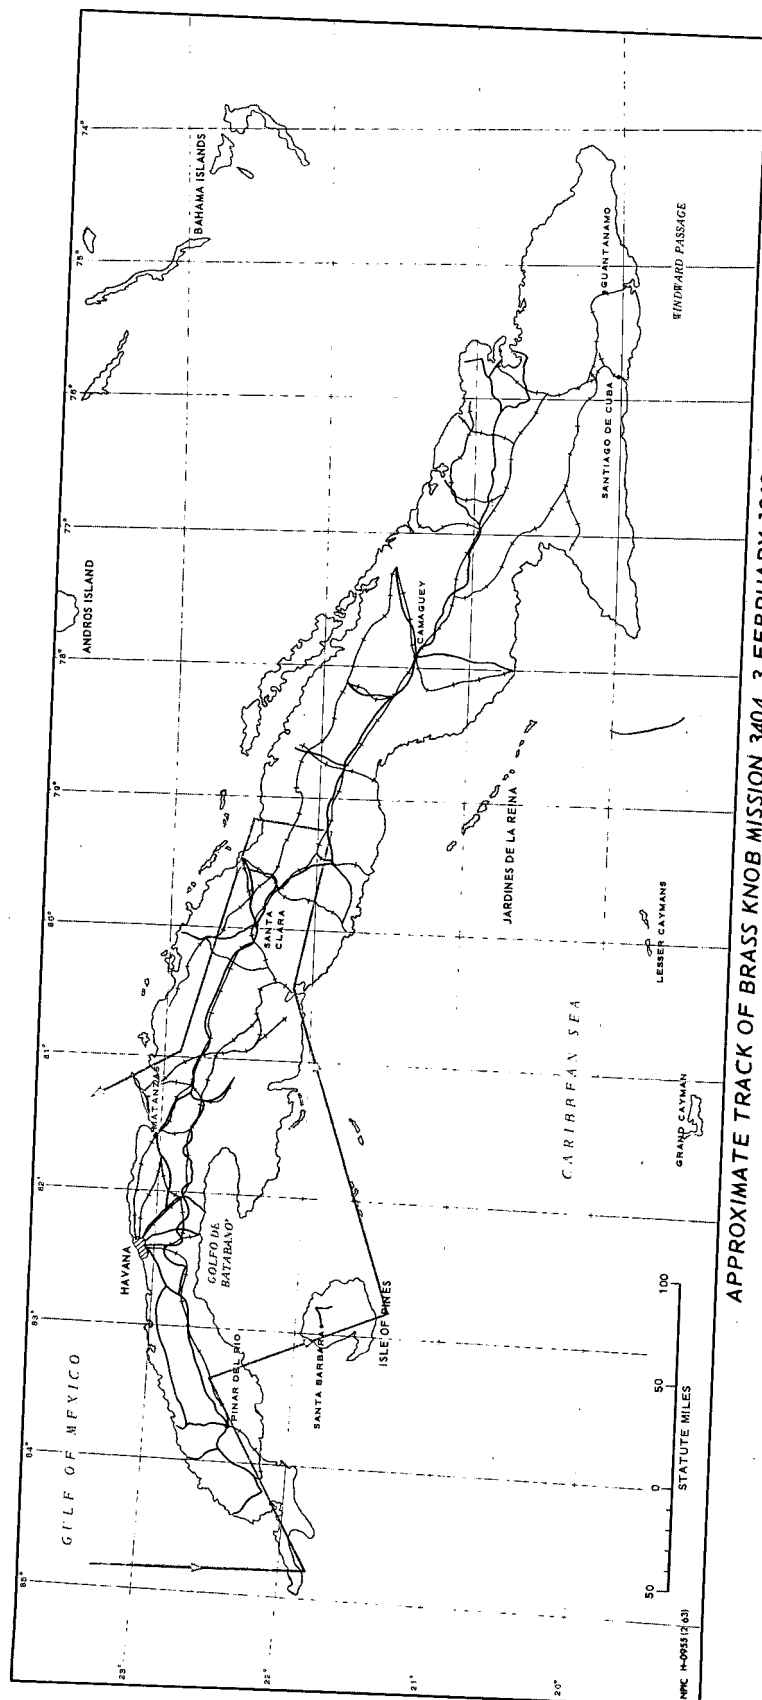 85°
84°
83°
82°
81°
80°
79°
78°
77°
76°
75°
74°
23°
22°
21°
20°
GULF OF MEXICO
HAVANA
MATANZAS
ANDROS ISLAND
BAHAMA ISLANDS
PINAR DEL RIO
GOLFO DE
BATABANO
SANTA
CLARA
CAMAGUEY
SANTA BARBARA
ISLE OF PINES
JARDINES DE LA REINA
SANTIAGO DE CUBA
GUANTANAMO
CARIBBEAN SEA
LESSER CAYMANS
GRAND CAYMAN
WINDWARD PASSAGE
50 0 50 100
STATUTE MILES
NPIC H-0955 (2/63)
APPROXIMATE TRACK OF BRASS KNOB MISSION 3404, FEBRUARY